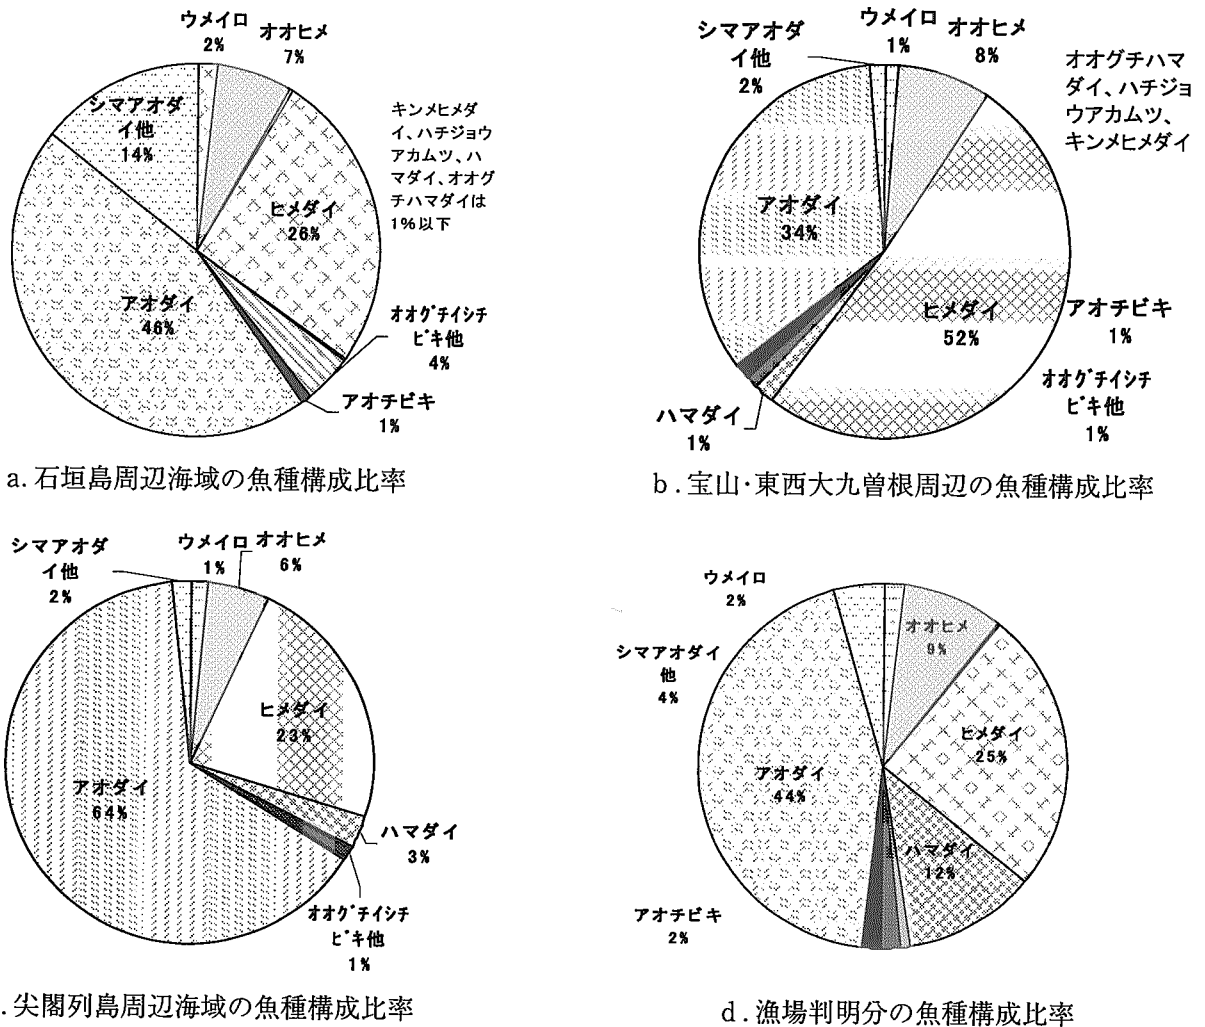 ウメイロ
2%
オオヒメ
7%
シマアオダ
イ他
14%
キンメヒメダ
イ、ハチジョウ
アカムツ、ハ
マダイ、オオグ
チハマダイは
1%以下
ヒメダイ
26%
アオダイ
46%
オオグチイシチ
ビキ他
4%
アオチビキ
1%
a.石垣島周辺海域の魚種構成比率
シマアオダ
イ他
2%
ウメイロ
1%
オオヒメ
8%
オオグチハマ
ダイ、ハチジョ
ウアカムツ、
キンメヒメダイ
アオダイ
34%
ヒメダイ
52%
アオチビキ
1%
オオグチイシチ
ビキ他
1%
ハマダイ
1%
b.宝山・東西大九曽根周辺の魚種構成比率
シマアオダ
イ他
2%
ウメイロ
1%
オオヒメ
6%
ヒメダイ
23%
アオダイ
64%
ハマダイ
3%
オオグチイシチ
ビキ他
1%
.尖閣列島周辺海域の魚種構成比率
ウメイロ
2%
オオヒメ
9%
シマアオダイ
他
4%
ヒメダイ
25%
アオダイ
44%
ハマダイ
12%
アオチビキ
2%
d.漁場判明分の魚種構成比率